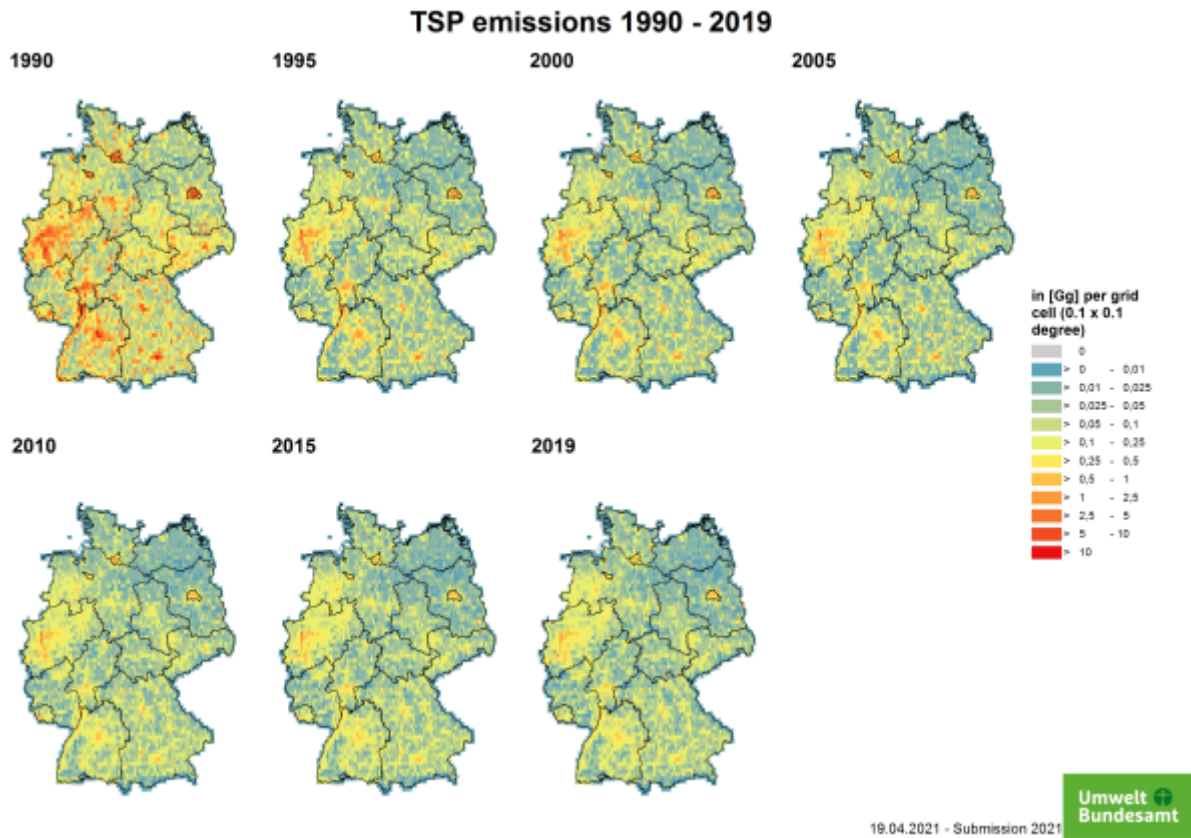 TSP emissions 1990 - 2019
1990
1995
2000
2005
in [Gg] per grid
cell (0.1 x 0.1
degree)
0
> 0 - 0,01
> 0,01 - 0,025
> 0,025 - 0,05
> 0,05 - 0,1
> 0,1 - 0,25
> 0,25 - 0,5
> 0,5 - 1
> 1 - 2,5
> 2,5 - 5
> 5 - 10
> 10
2010
2015
2019
Umwelt
Bundesamt
19.04.2021 - Submission 2021